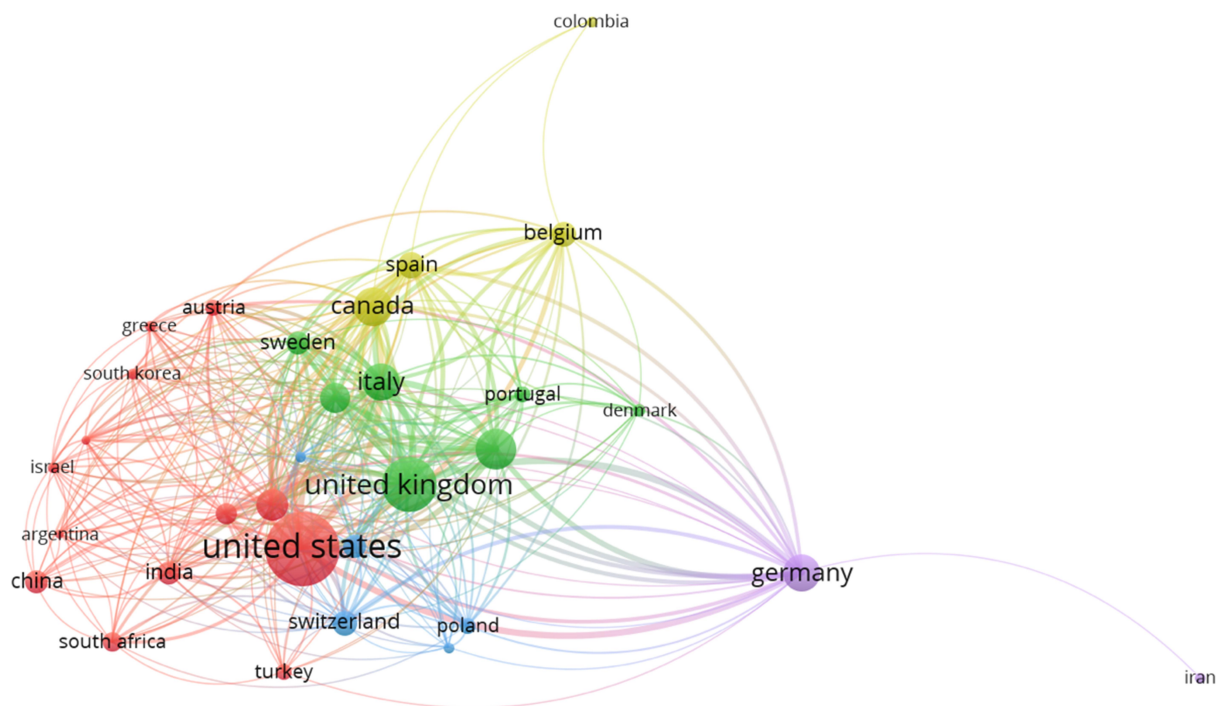 colombia
belgium
spain
canada
austria
greece
sweden
south korea
italy
portugal
denmark
israel
united kingdom
argentina
united states
india
china
germany
switzerland
poland
south africa
turkey
iran